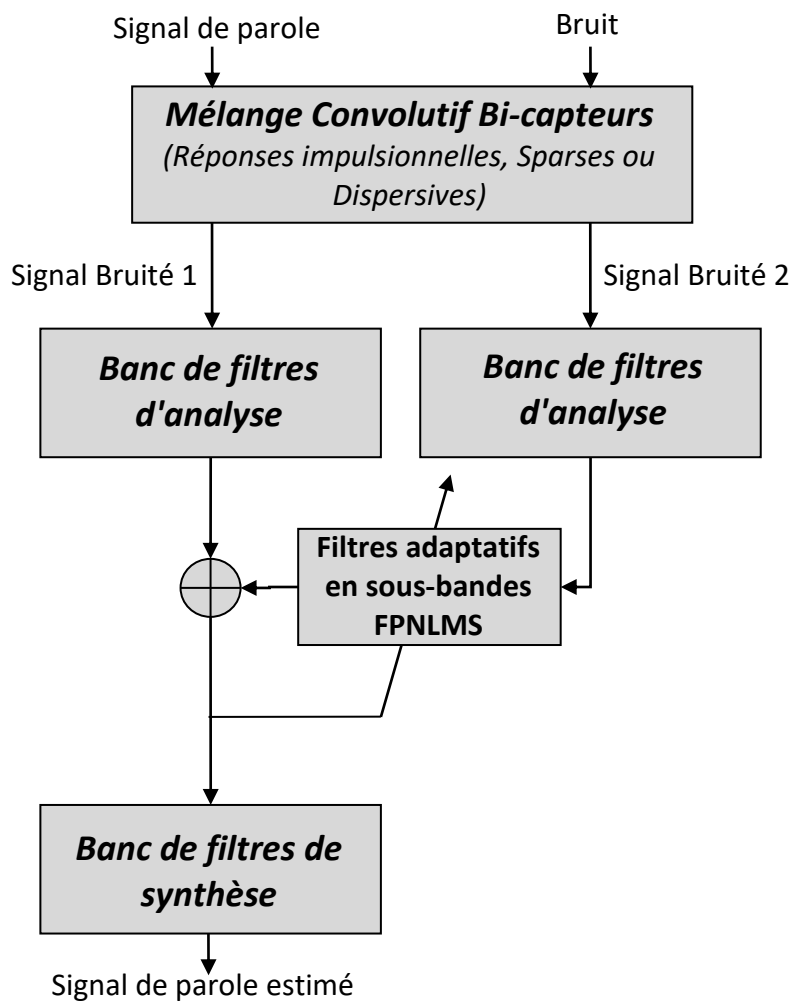 Signal de parole
Bruit
Mélange Convolutif Bi-capteurs
(Réponses impulsionnelles, Sparses ou
Dispersives)
Signal Bruité 1
Signal Bruité 2
Banc de filtres
d'analyse
Banc de filtres
d'analyse
Filtres adaptatifs
en sous-bandes
FPNLMS
Banc de filtres de
synthèse
Signal de parole estimé